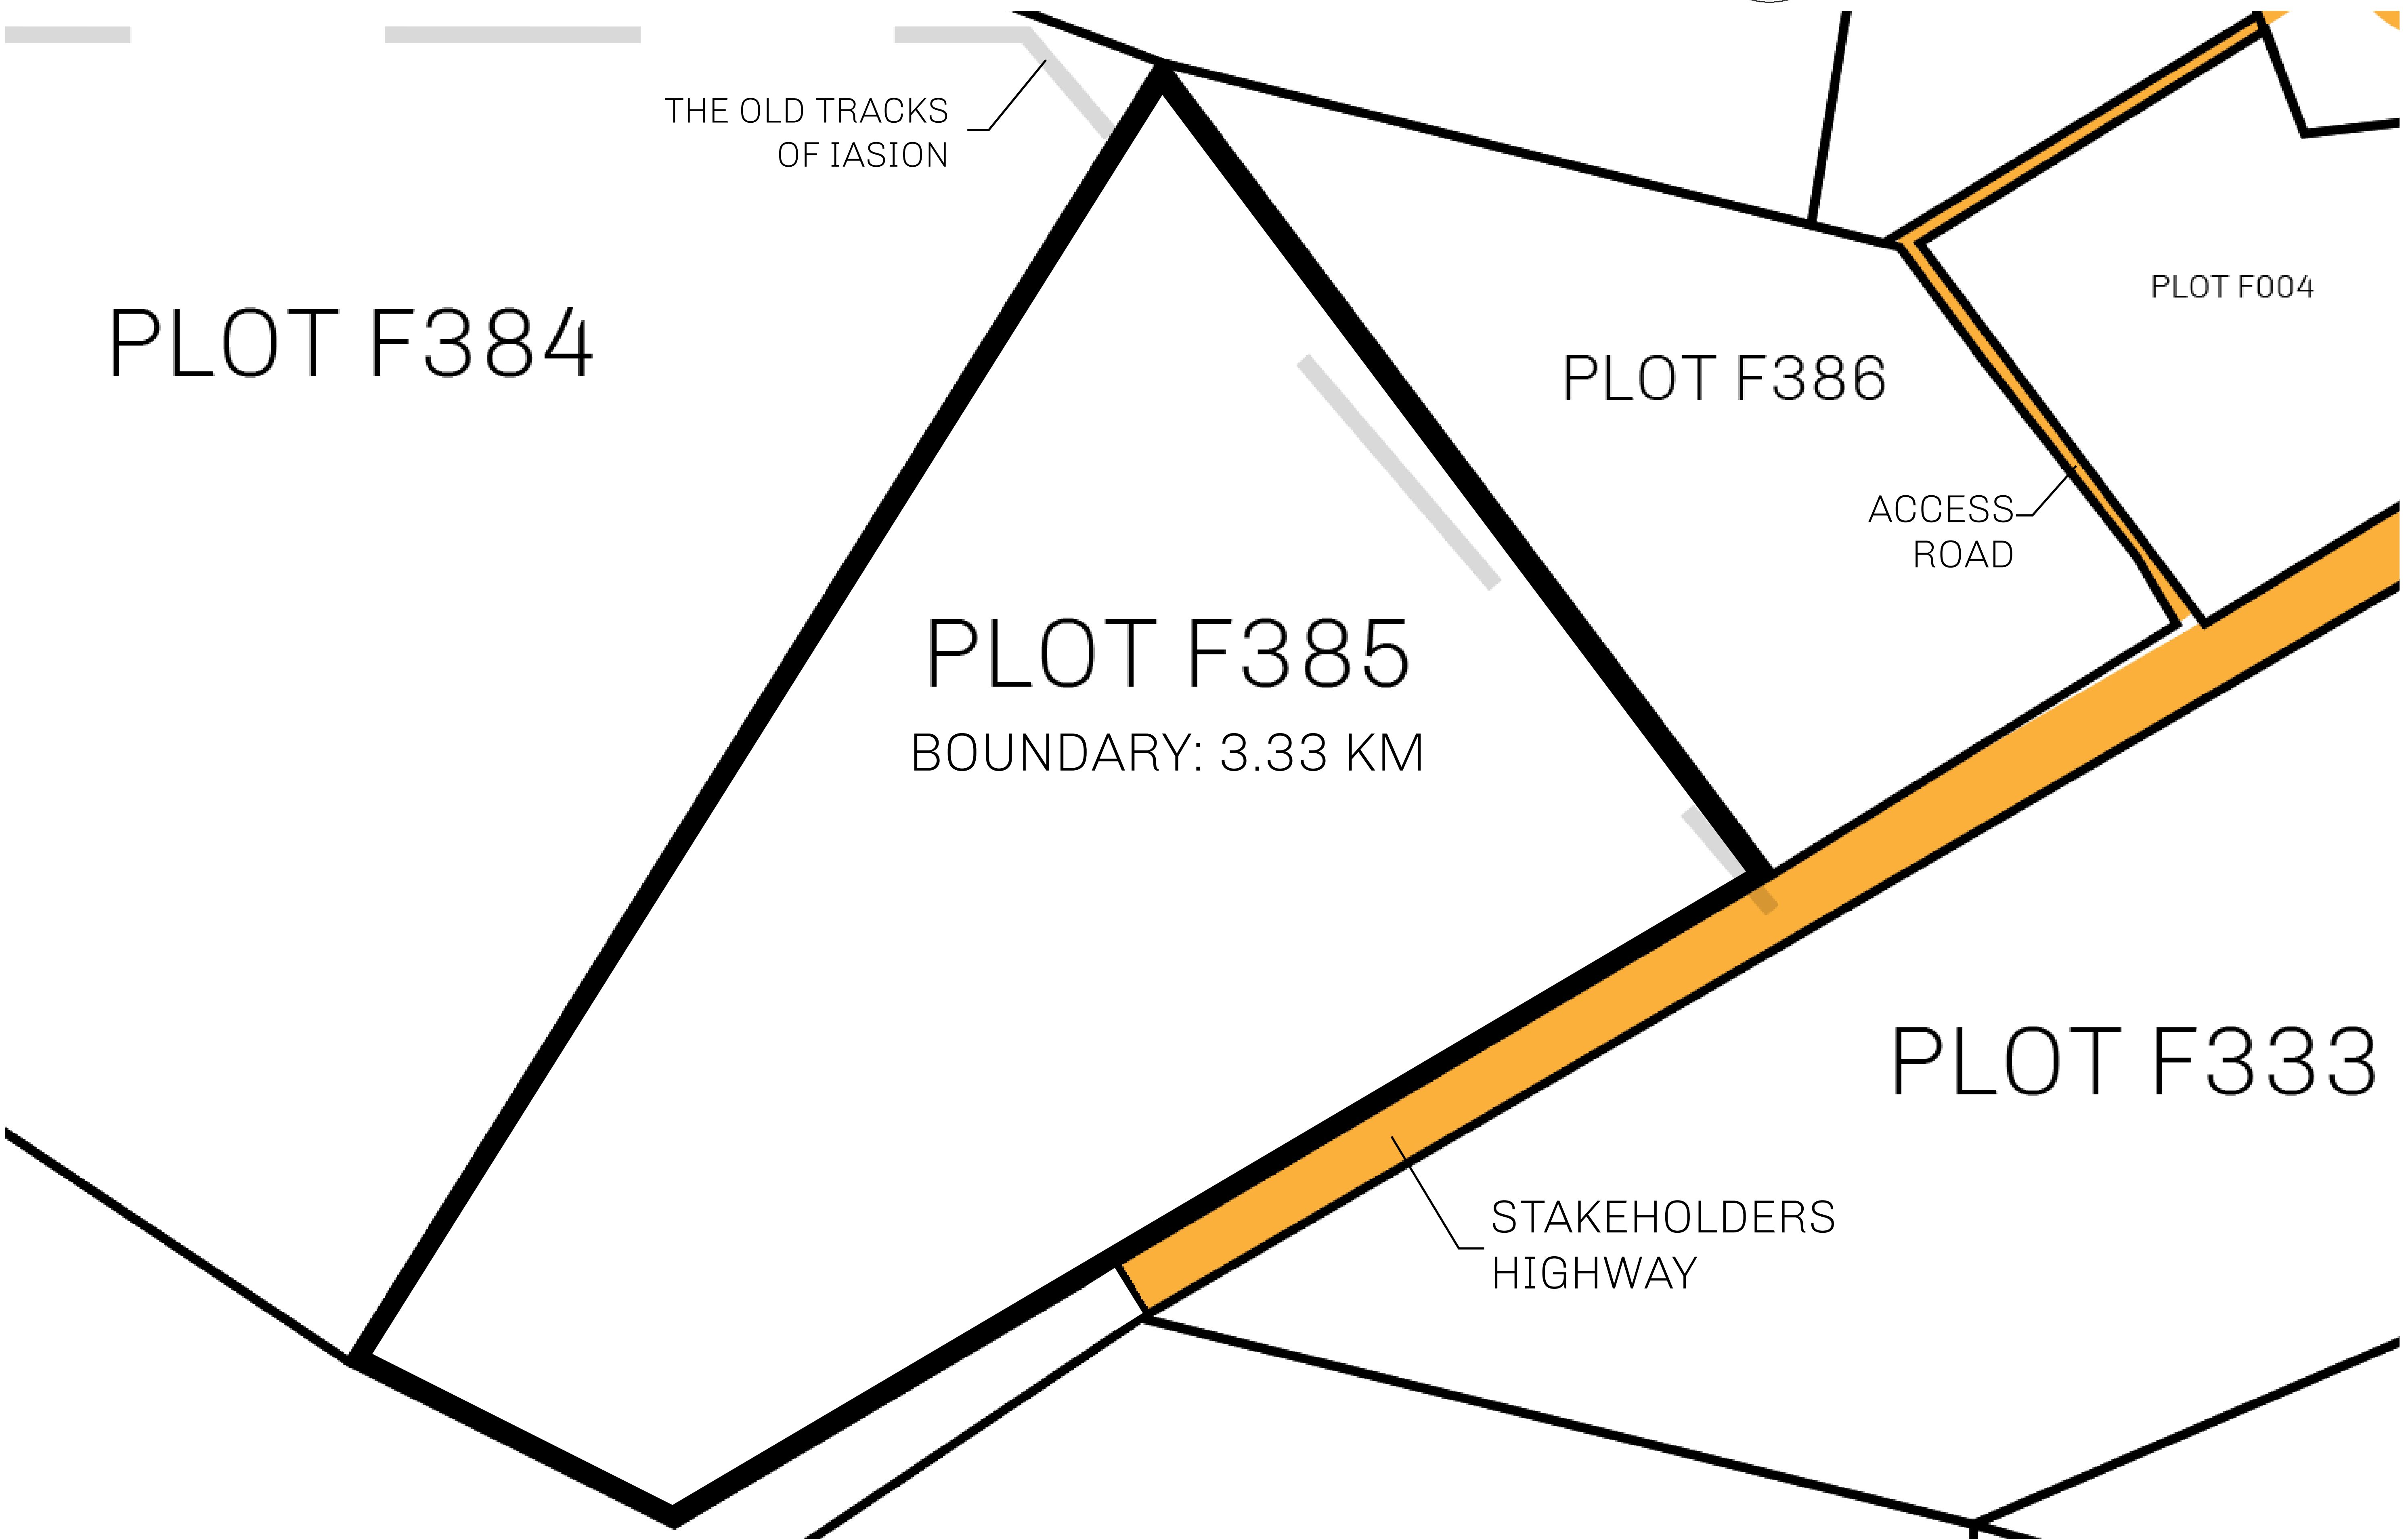 THE OLD TRACKS
OF IASION
PLOT F384
PLOT F004
PLOT F386
ACCESS
ROAD
PLOT F385
BOUNDARY: 3.33 KM
PLOT F333
STAKEHOLDERS
HIGHWAY